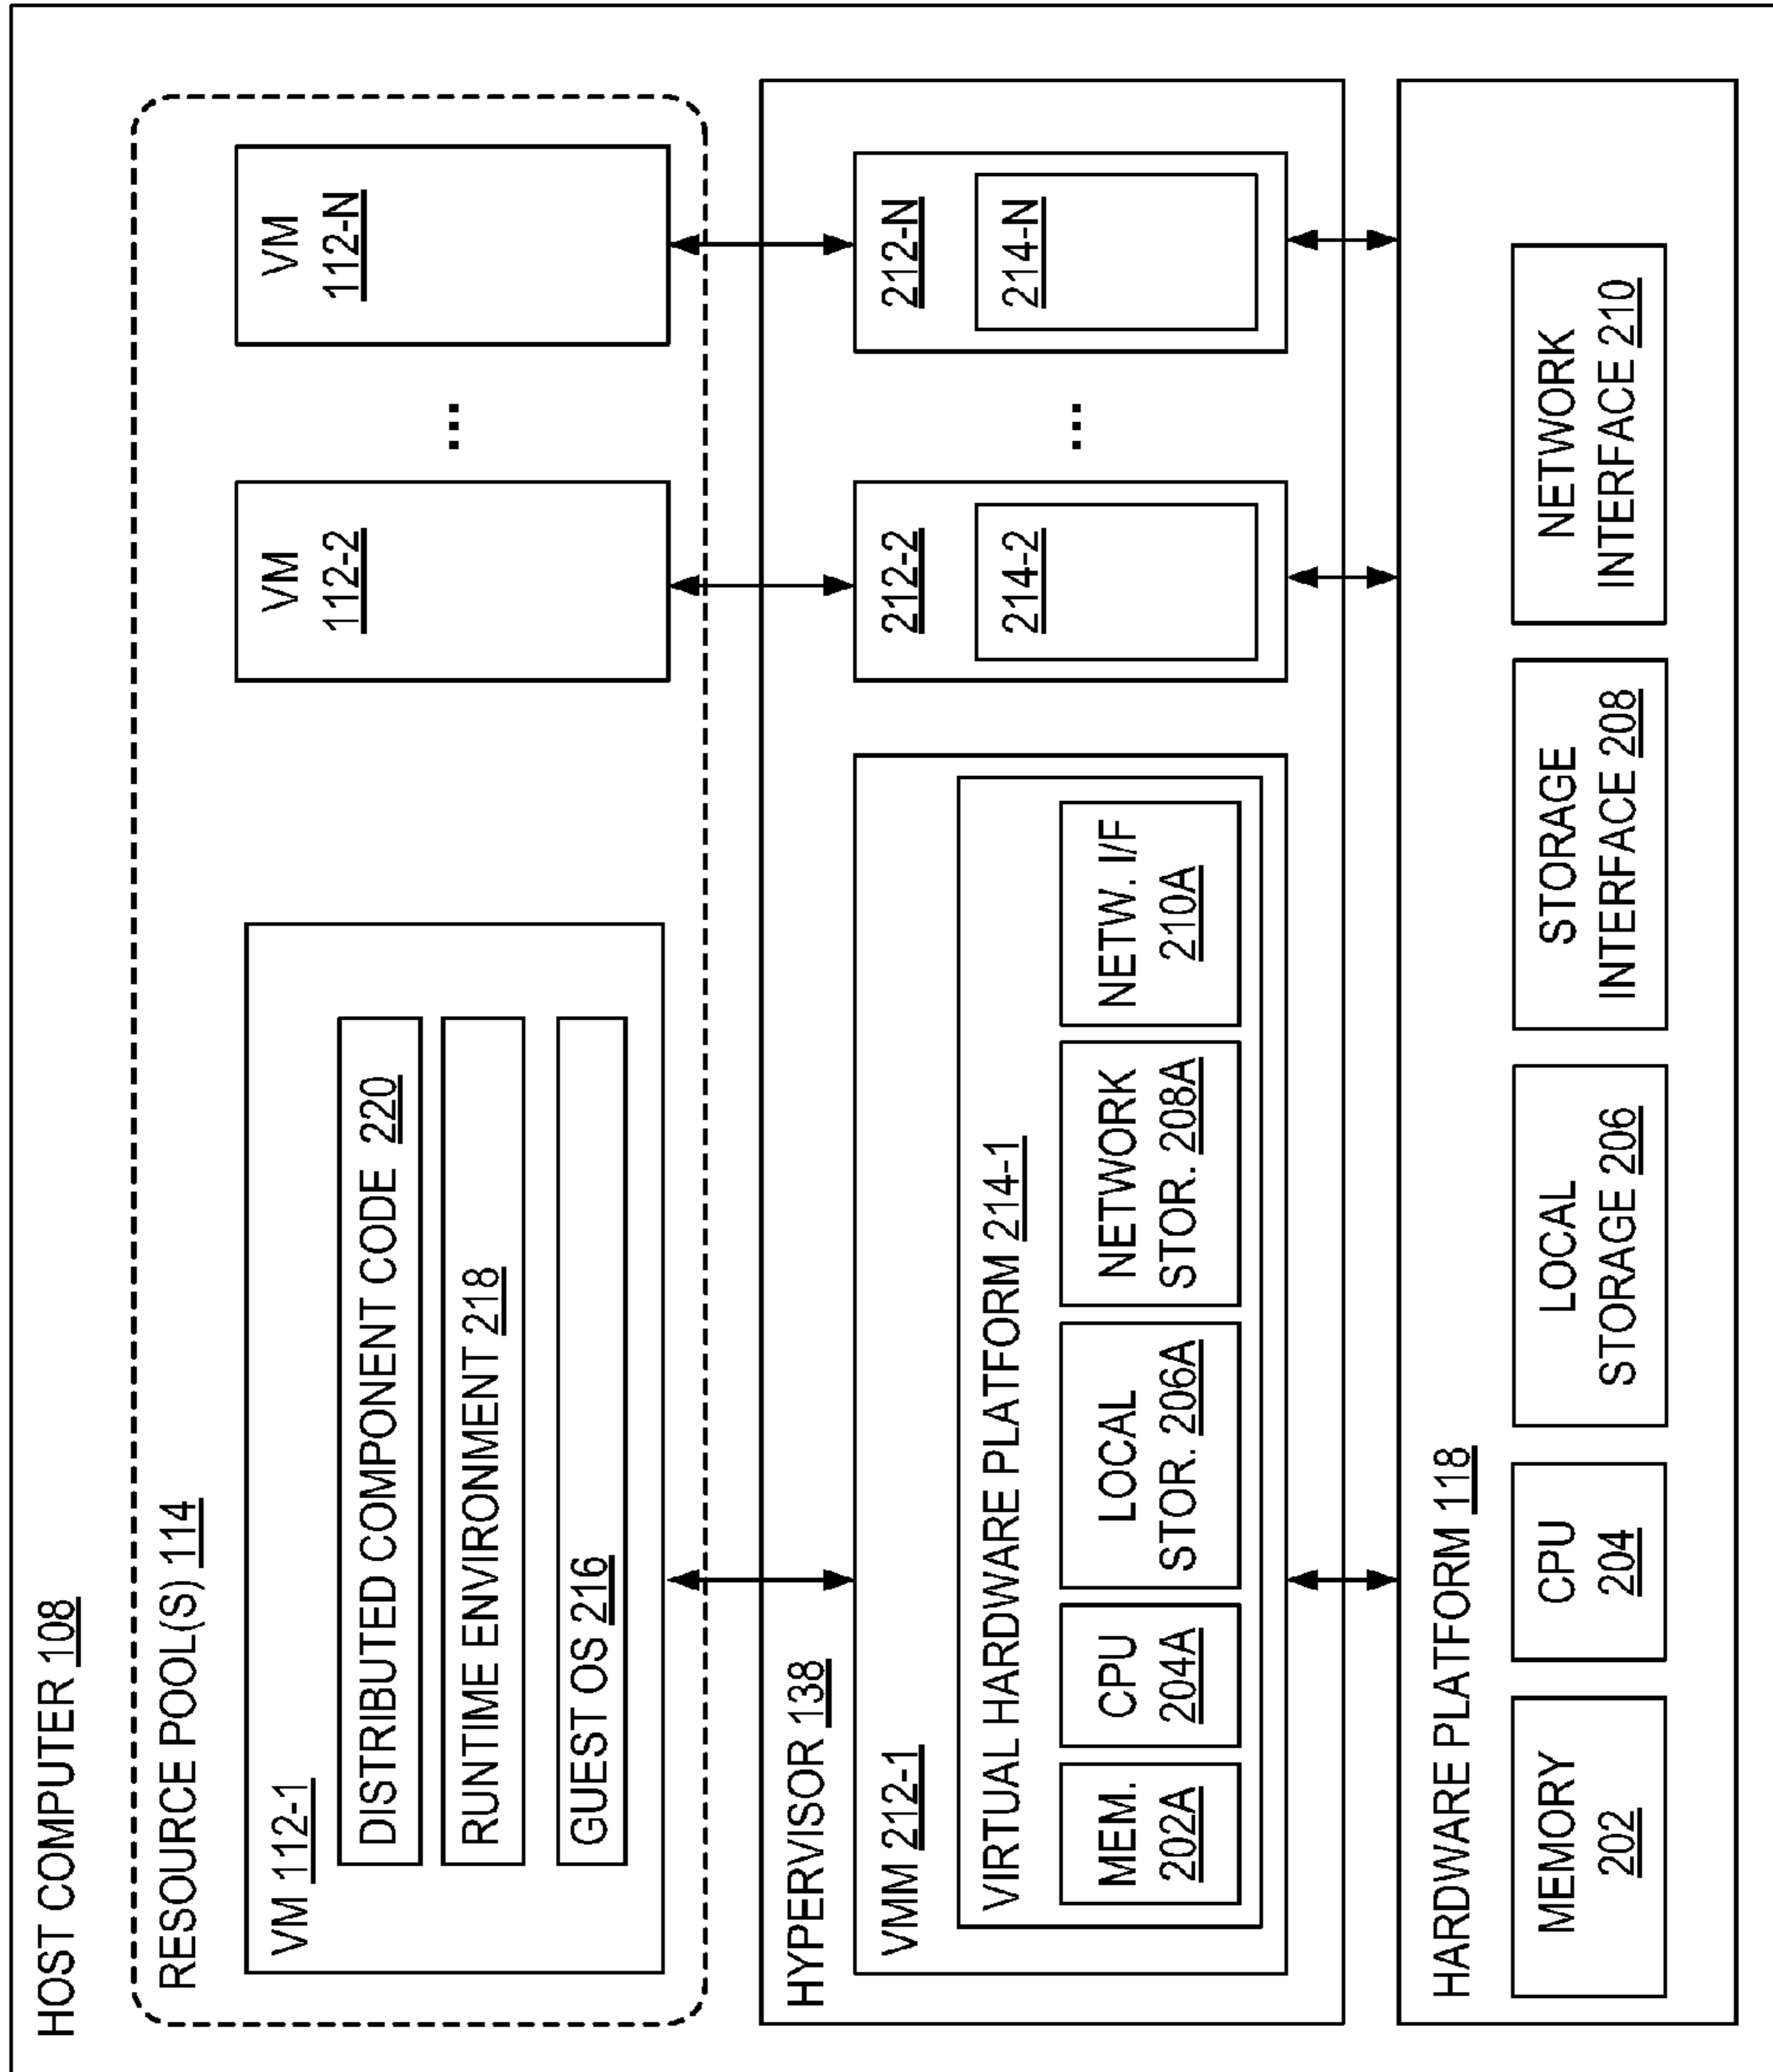 HOST COMPUTER 108
RESOURCE POOL(S) 114
VM 112-1
DISTRIBUTED COMPONENT CODE 220
RUNTIME ENVIRONMENT 218
GUEST OS 216
VM
112-2
...
VM
112-N
HYPERVISOR 138
VMM 212-1
VIRTUAL HARDWARE PLATFORM 214-1
MEM.
202A
CPU
204A
LOCAL
STOR. 206A
NETWORK
STOR. 208A
NETW. I/F
210A
212-2
214-2
...
212-N
214-N
HARDWARE PLATFORM 118
MEMORY
202
CPU
204
LOCAL
STORAGE 206
STORAGE
INTERFACE 208
NETWORK
INTERFACE 210